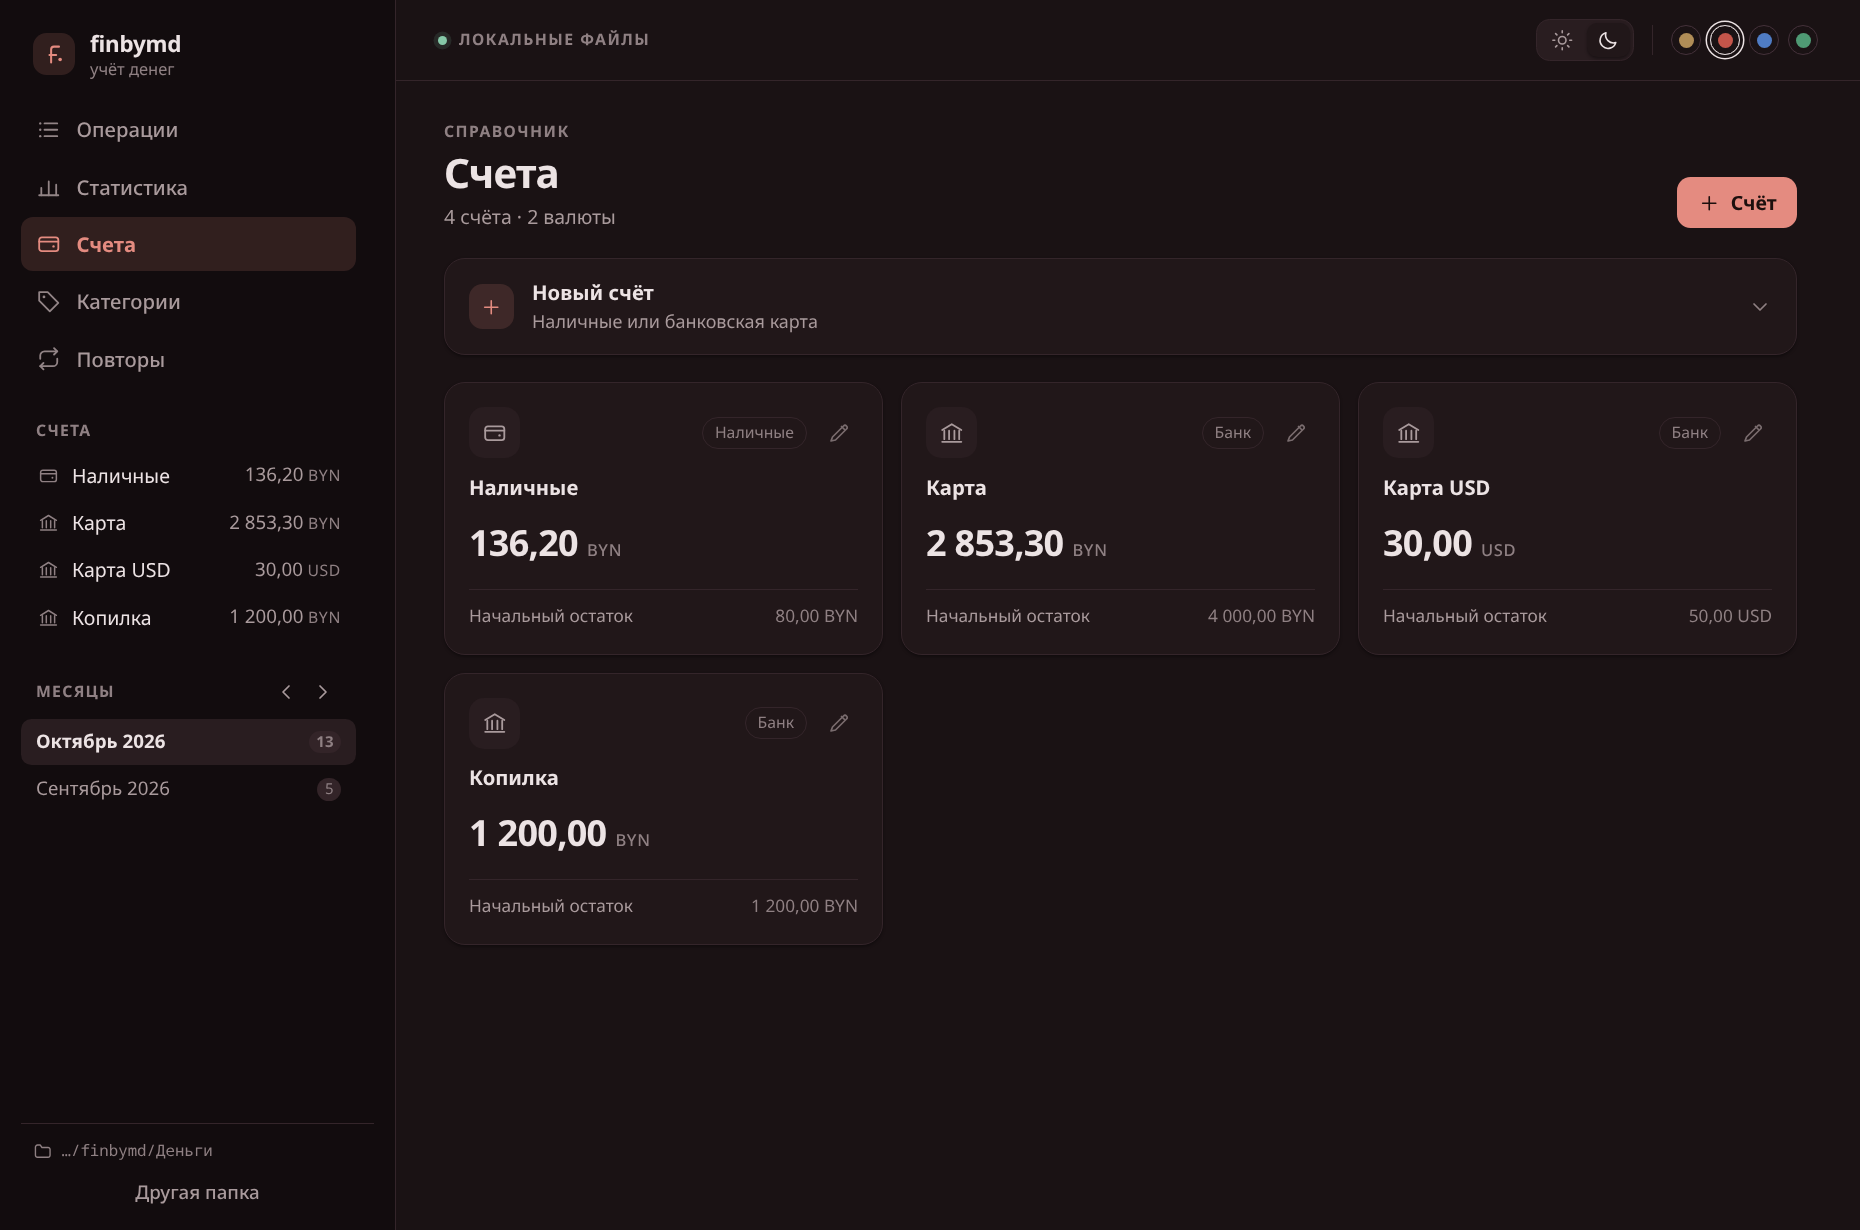 f.
finbymd
учёт денег
Операции
Статистика
Счета
Категории
Повторы
СЧЕТА
Наличные 136,20 BYN
Карта 2 853,30 BYN
Карта USD 30,00 USD
Копилка 1 200,00 BYN
МЕСЯЦЫ
Октябрь 2026 13
Сентябрь 2026 5
…/finbymd/Деньги
Другая папка
ЛОКАЛЬНЫЕ ФАЙЛЫ
СПРАВОЧНИК
Счета
4 счёта · 2 валюты
+ Счёт
Новый счёт
Наличные или банковская карта
Наличные
Наличные
136,20 BYN
Начальный остаток 80,00 BYN
Банк
Карта
2 853,30 BYN
Начальный остаток 4 000,00 BYN
Банк
Карта USD
30,00 USD
Начальный остаток 50,00 USD
Банк
Копилка
1 200,00 BYN
Начальный остаток 1 200,00 BYN